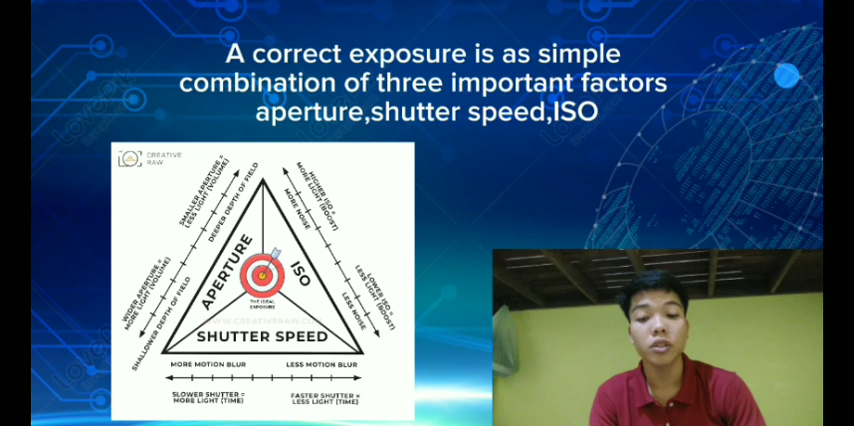 A correct exposure is as simple
combination of three important factors
aperture,shutter speed,ISO
CREATIVE
RAW
SMALLER APERTURE =
LESS LIGHT (VOLUME)
DEEPER DEPTH OF FIELD
WIDER APERTURE =
MORE LIGHT (VOLUME)
SHALLOWER DEPTH OF FIELD
APERTURE
HIGHER ISO =
MORE LIGHT (BOOST)
MORE NOISE
LOWER ISO =
LESS LIGHT (BOOST)
LESS NOISE
ISO
THE IDEAL
EXPOSURE
WWW.CREATIVERAW.COM
SHUTTER SPEED
MORE MOTION BLUR
LESS MOTION BLUR
SLOWER SHUTTER =
MORE LIGHT (TIME)
FASTER SHUTTER =
LESS LIGHT (TIME)